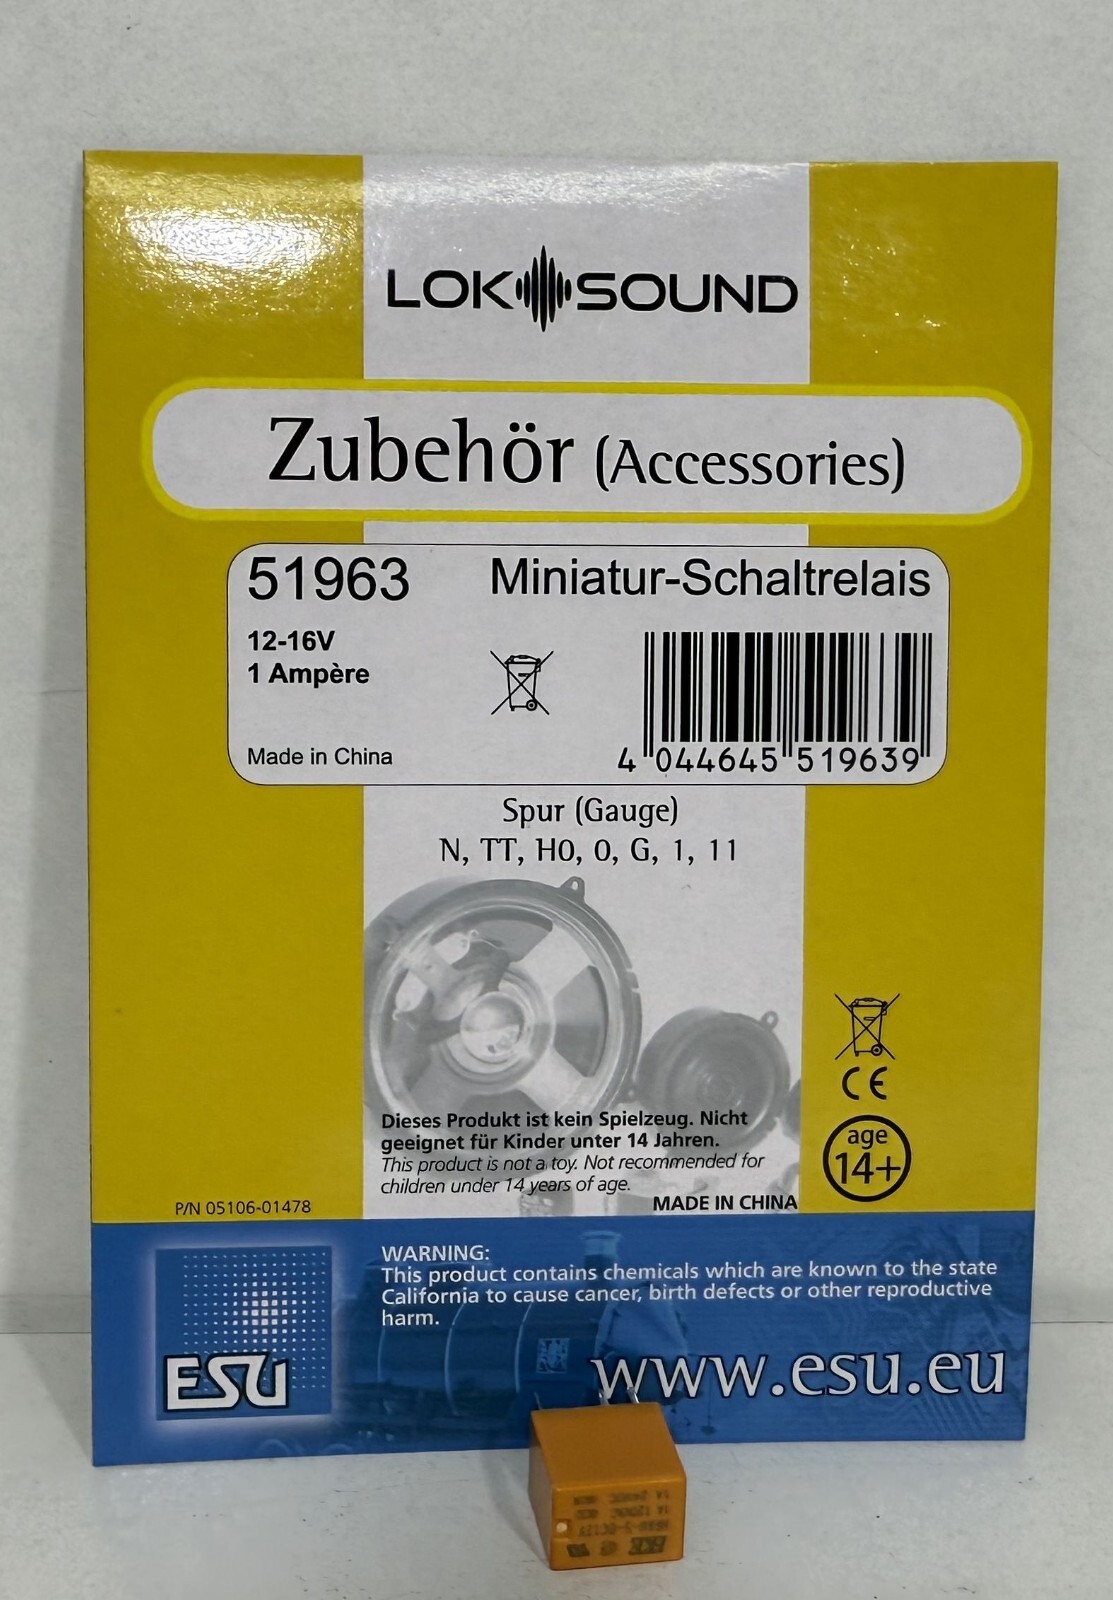 LOKSOUND
Zubehör (Accessories)
51963 Miniatur-Schaltrelais
12-16V
1 Ampère
Made in China
4 044645 519639
Spur (Gauge)
N, TT, H0, 0, G, 1, 11
CE
age
14+
Dieses Produkt ist kein Spielzeug. Nicht
geeignet für Kinder unter 14 Jahren.
This product is not a toy. Not recommended for
children under 14 years of age.
MADE IN CHINA
P/N 05106-01478
WARNING:
This product contains chemicals which are known to the state
California to cause cancer, birth defects or other reproductive
harm.
ESU
www.esu.eu